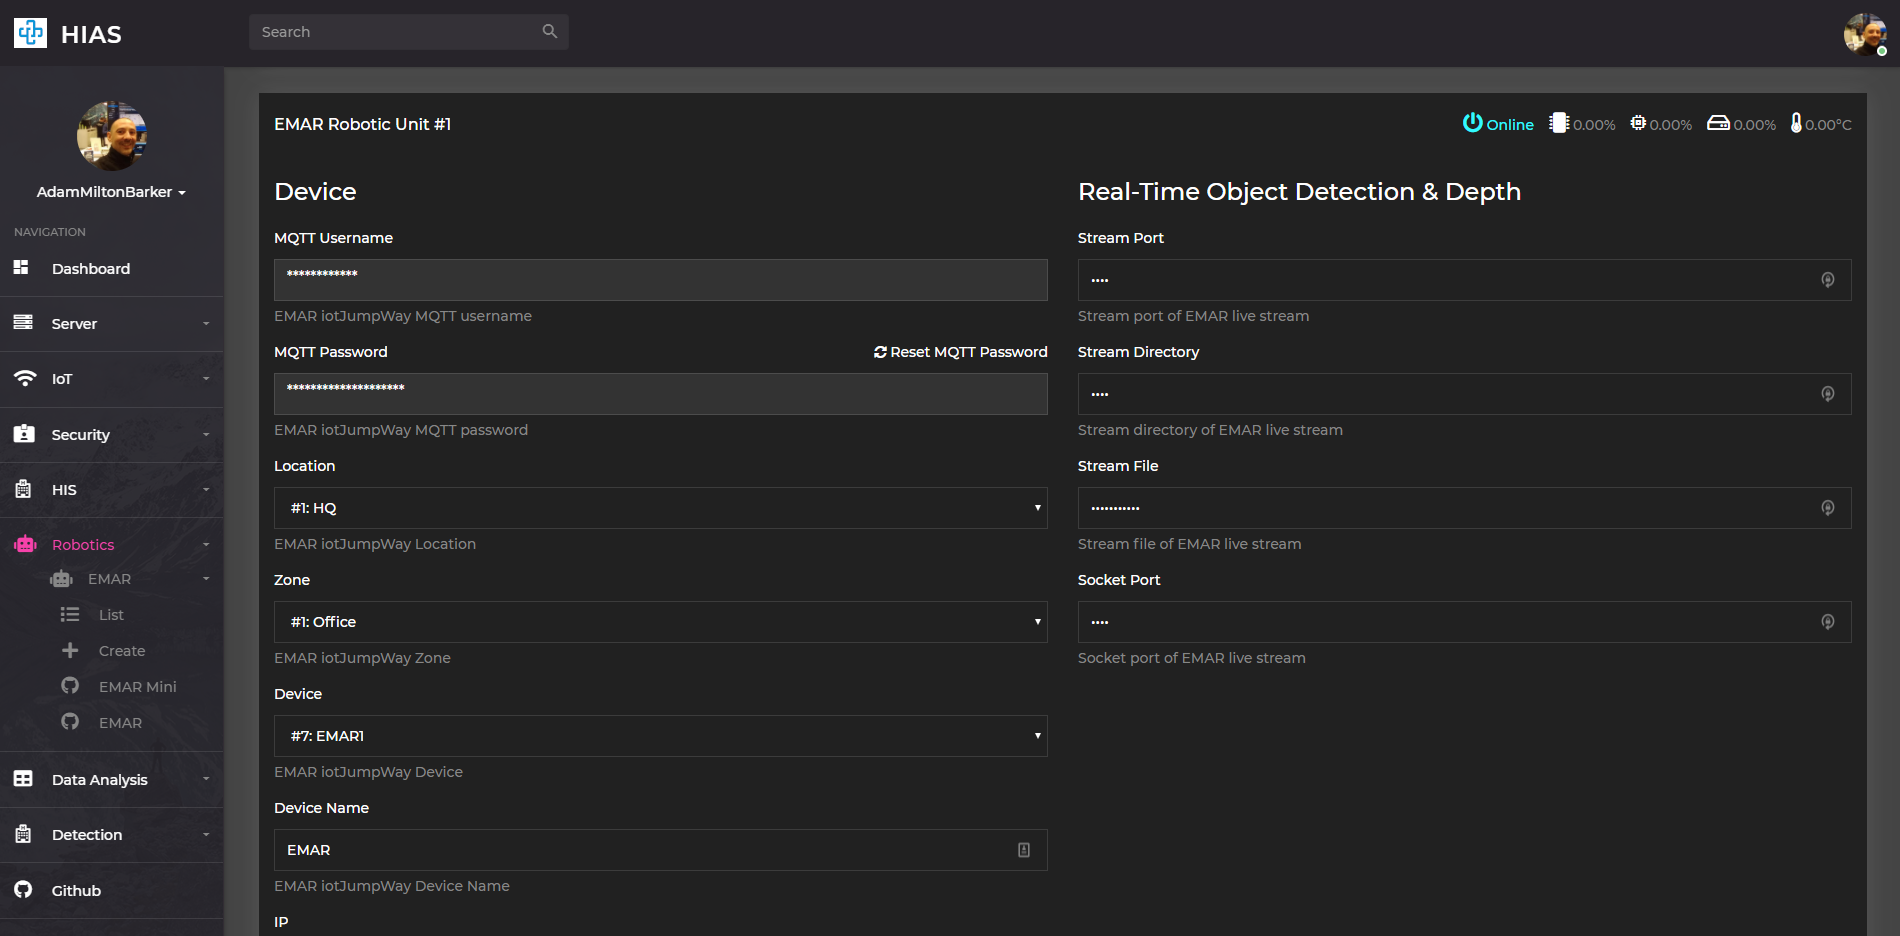 HIAS
Search
AdamMiltonBarker
NAVIGATION
Dashboard
Server
IoT
Security
HIS
Robotics
EMAR
List
Create
EMAR Mini
EMAR
Data Analysis
Detection
Github
EMAR Robotic Unit #1
Online 0.00% 0.00% 0.00% 0.00°C
Device
MQTT Username
************
EMAR iotJumpWay MQTT username
MQTT Password Reset MQTT Password
********************
EMAR iotJumpWay MQTT password
Location
#1: HQ
EMAR iotJumpWay Location
Zone
#1: Office
EMAR iotJumpWay Zone
Device
#7: EMAR1
EMAR iotJumpWay Device
Device Name
EMAR
EMAR iotJumpWay Device Name
IP
Real-Time Object Detection & Depth
Stream Port
••••
Stream port of EMAR live stream
Stream Directory
••••
Stream directory of EMAR live stream
Stream File
•••••••••••
Stream file of EMAR live stream
Socket Port
••••
Socket port of EMAR live stream